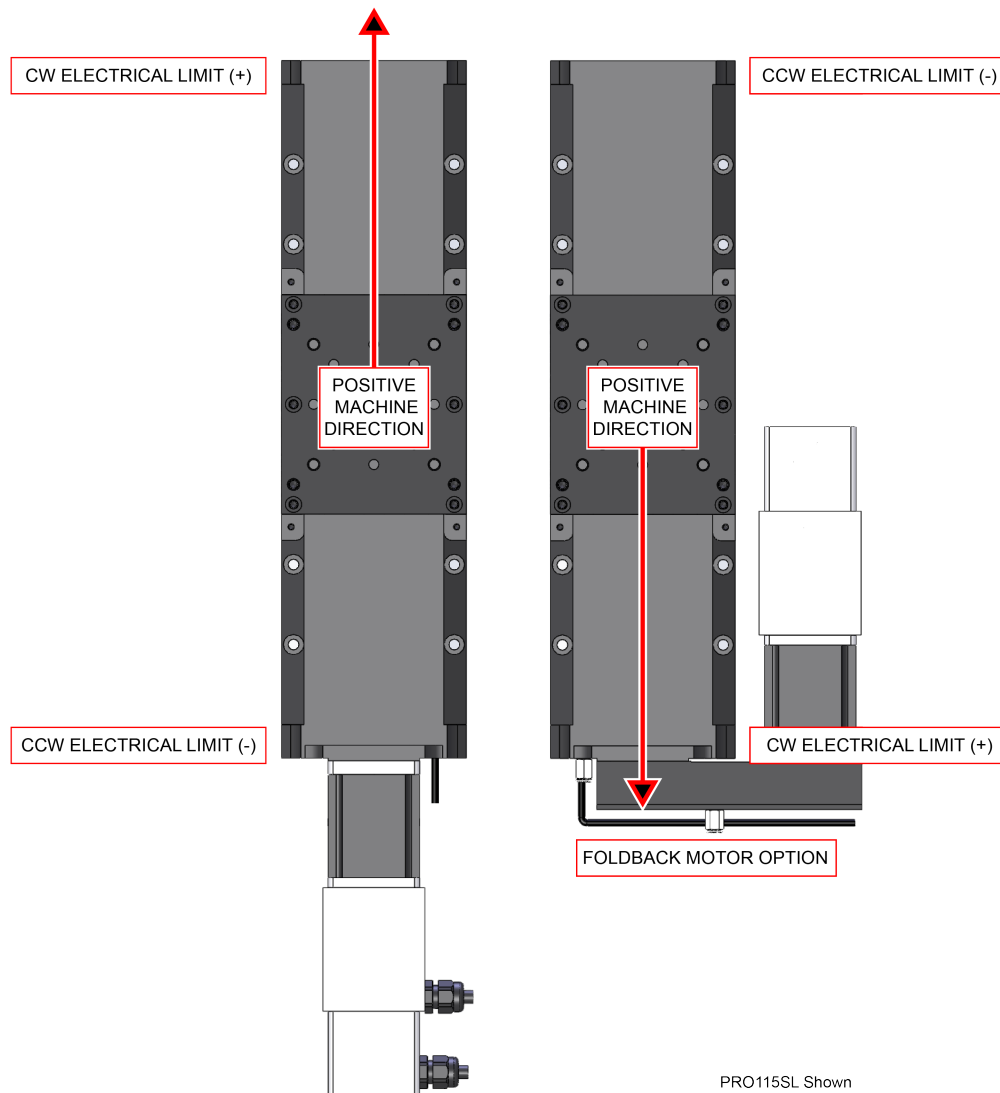 CW ELECTRICAL LIMIT (+)
CCW ELECTRICAL LIMIT (-)
POSITIVE
MACHINE
DIRECTION
POSITIVE
MACHINE
DIRECTION
CCW ELECTRICAL LIMIT (-)
CW ELECTRICAL LIMIT (+)
FOLDBACK MOTOR OPTION
PRO115SL Shown